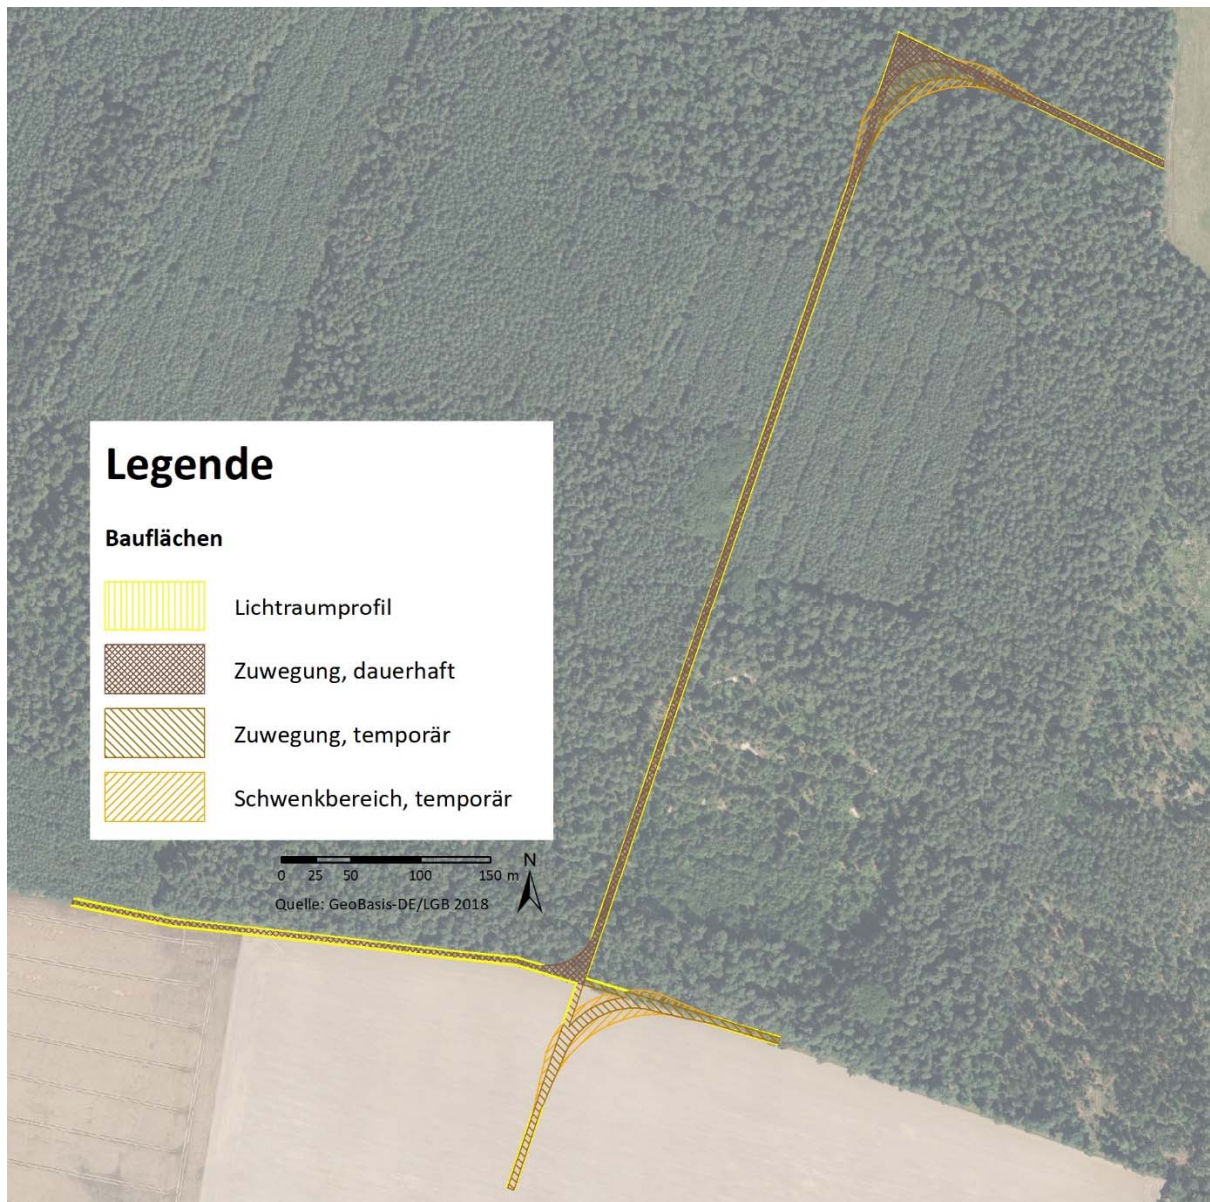 Legende
Bauflächen
Lichtraumprofil
Zuwegung, dauerhaft
Zuwegung, temporär
Schwenkbereich, temporär
N
0 25 50 100 150 m
Quelle: GeoBasis-DE/LGB 2018